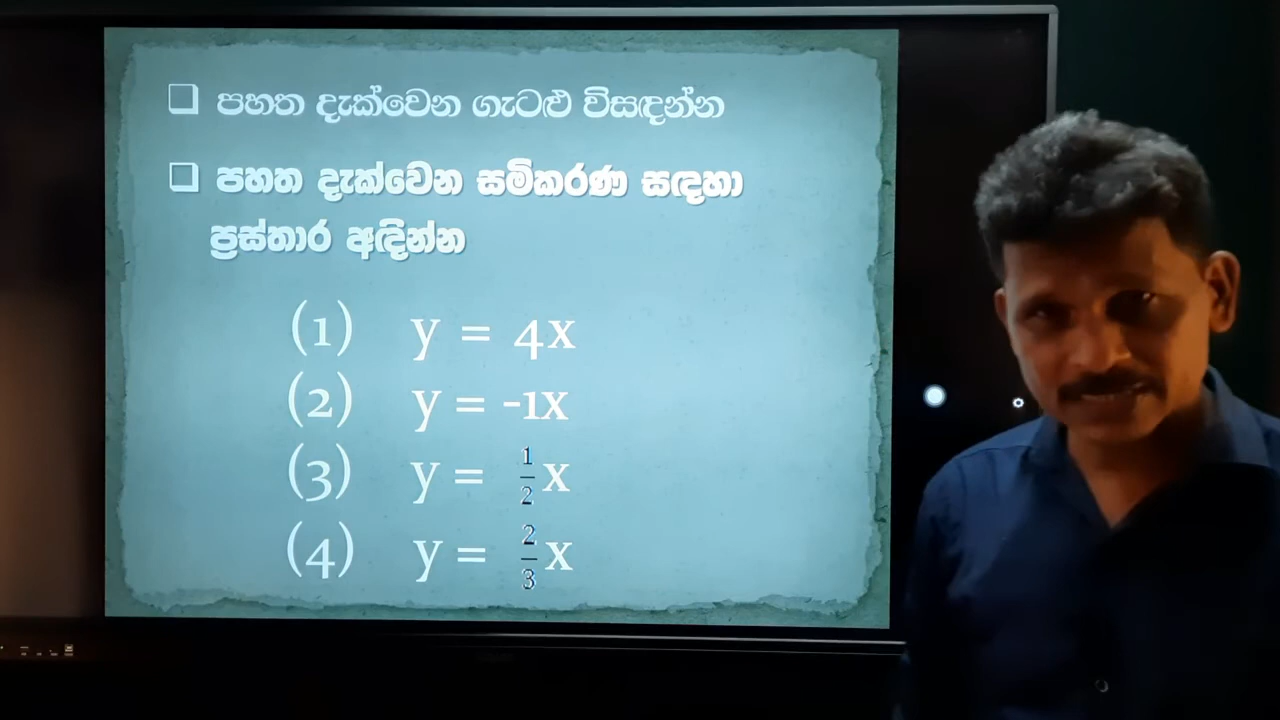 ❑ පහත දැක්වෙන ගැටළු විසඳන්න
❑ පහත දැක්වෙන සමිකරණ සඳහා
ප්‍රස්තාර අඳින්න
(1) y = 4x
(2) y = -1x
(3) y = 1/2 x
(4) y = 2/3 x